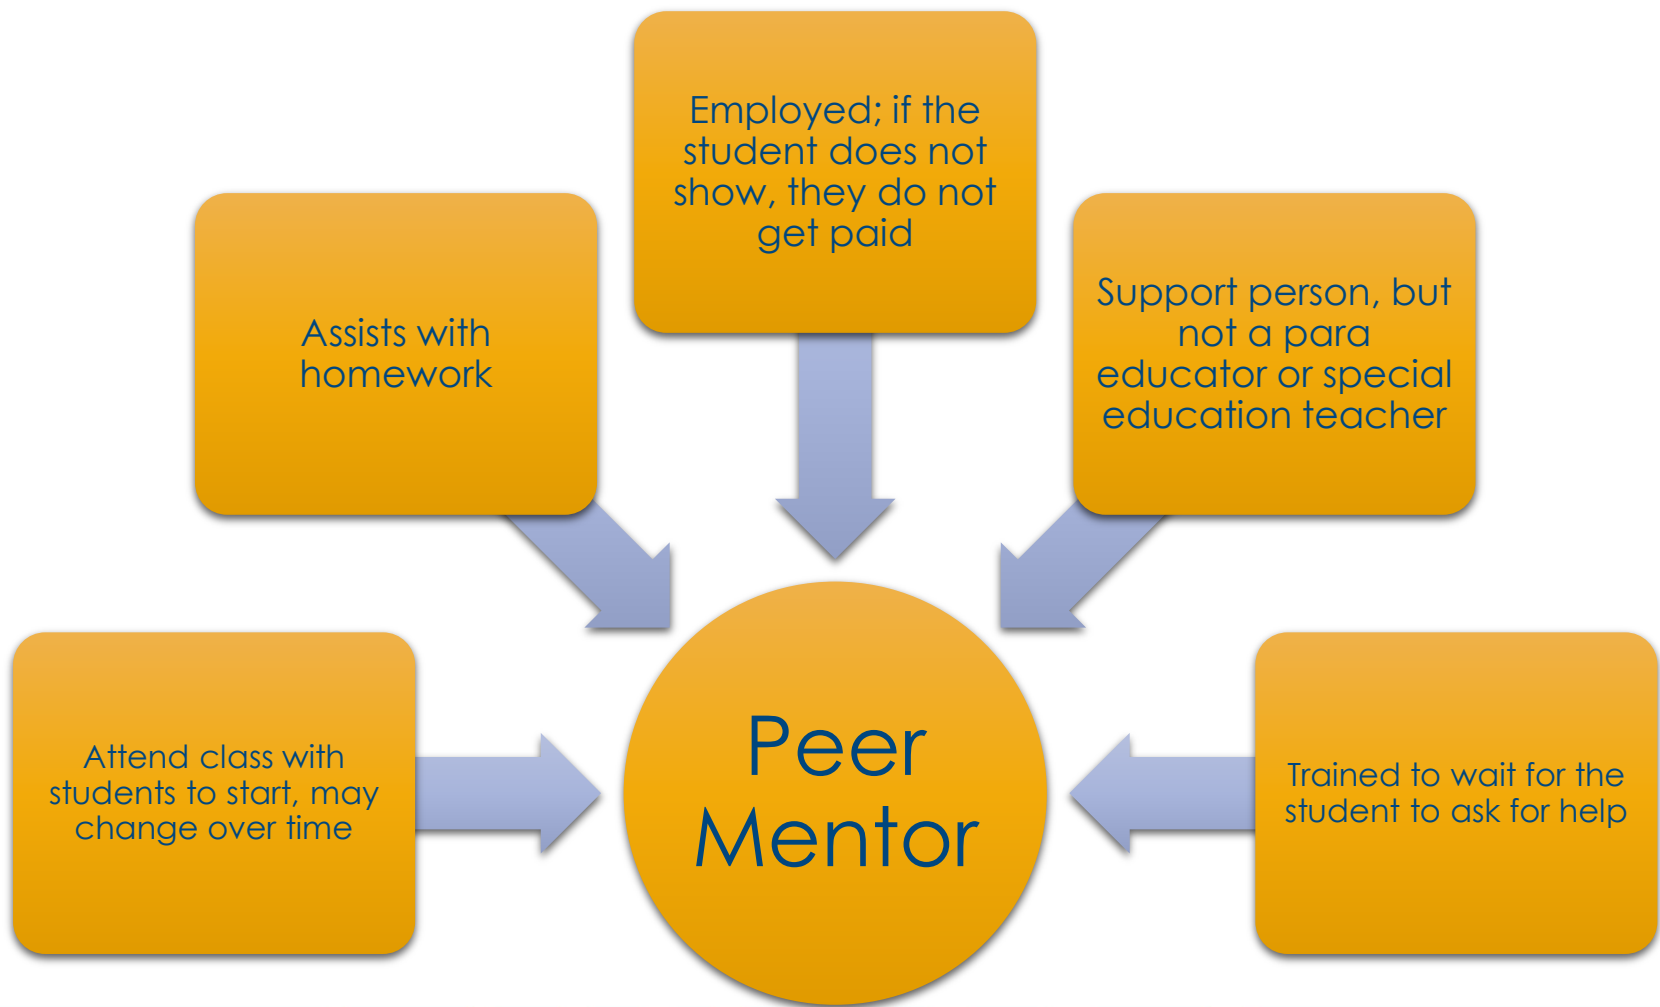 Employed; if the
student does not
show, they do not
get paid
Assists with
homework
Support person, but
not a para
educator or special
education teacher
Attend class with
students to start, may
change over time
Peer
Mentor
Trained to wait for the
student to ask for help